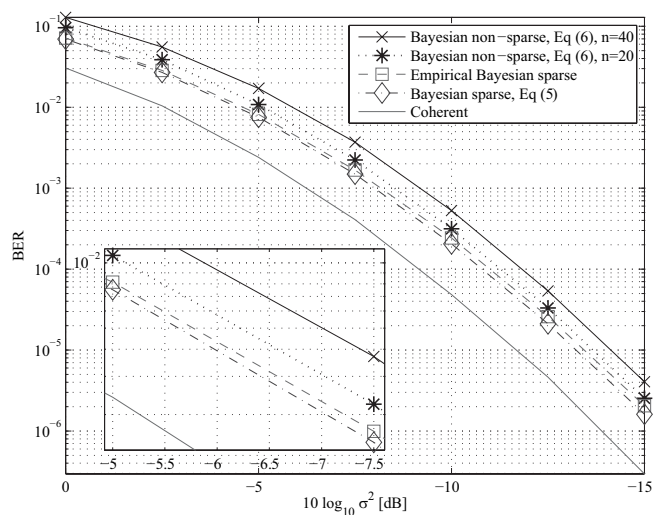 10⁻¹
10⁻²
10⁻³
10⁻⁴
10⁻⁵
10⁻⁶
BER
Bayesian non−sparse, Eq (6), n=40
Bayesian non−sparse, Eq (6), n=20
Empirical Bayesian sparse
Bayesian sparse, Eq (5)
Coherent
10⁻²
−5 −5.5 −6 −6.5 −7 −7.5
0 −5 −10 −15
10 log₁₀ σ² [dB]